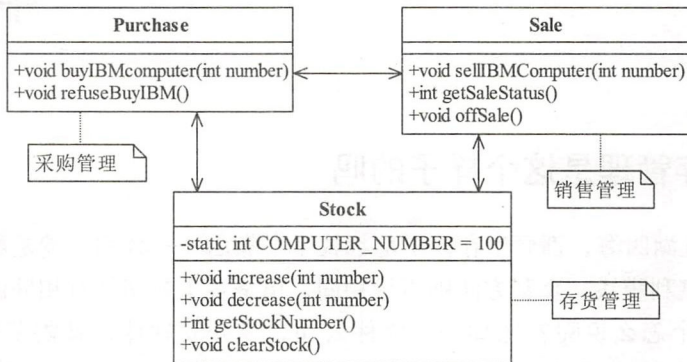 Purchase
+void buyIBMcomputer(int number)
+void refuseBuyIBM()
Sale
+void sellIBMComputer(int number)
+int getSaleStatus()
+void offSale()
采购管理
销售管理
Stock
-static int COMPUTER_NUMBER = 100
+void increase(int number)
+void decrease(int number)
+int getStockNumber()
+void clearStock()
存货管理